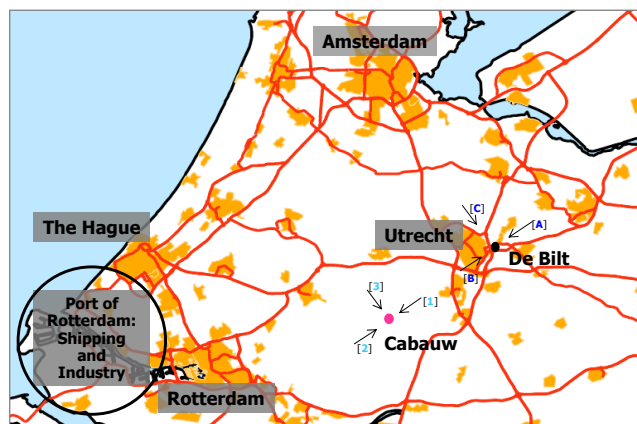 Amsterdam
[C]
[A]
The Hague
Utrecht
De Bilt
[B]
[3]
[1]
Port of
Rotterdam:
Shipping
and
Industry
[2]
Cabauw
Rotterdam